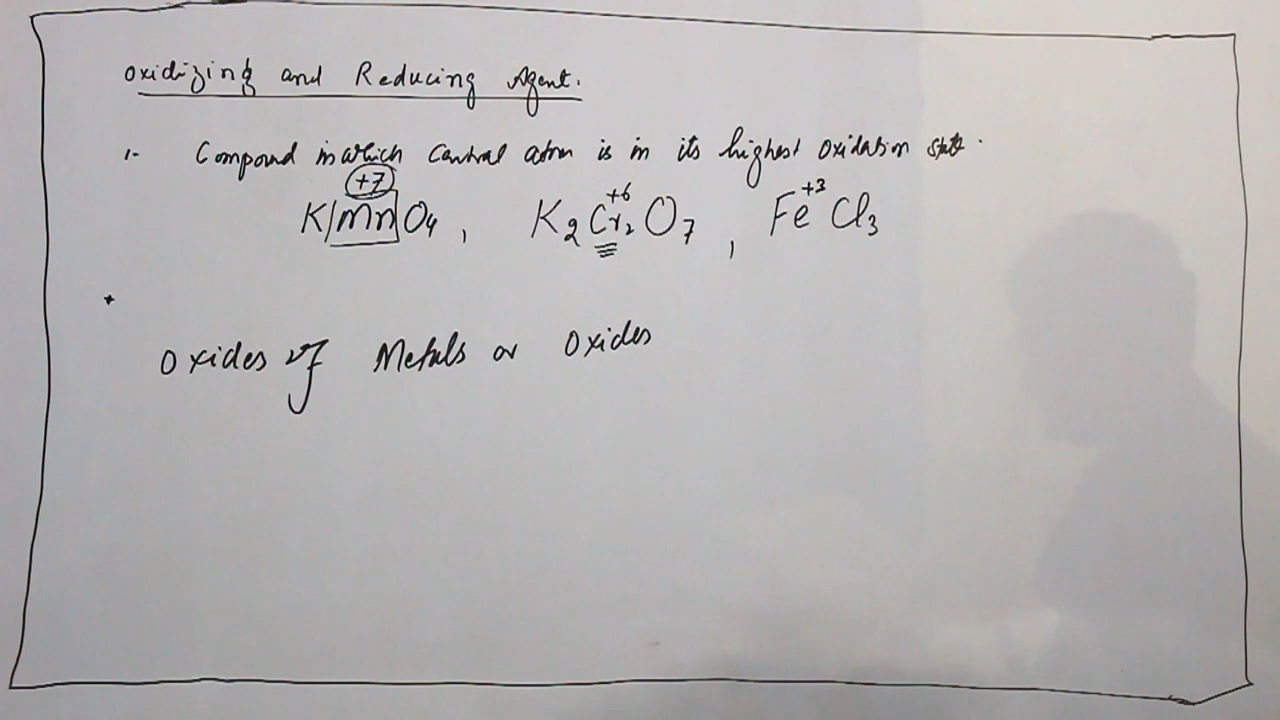 Oxidizing and Reducing Agent.
1- Compound in which Central atom is in its highest oxidation state.
+7 +6 +3
K/MnO4, K2Cr2O7, FeCl3
Oxides of Metals or Oxides